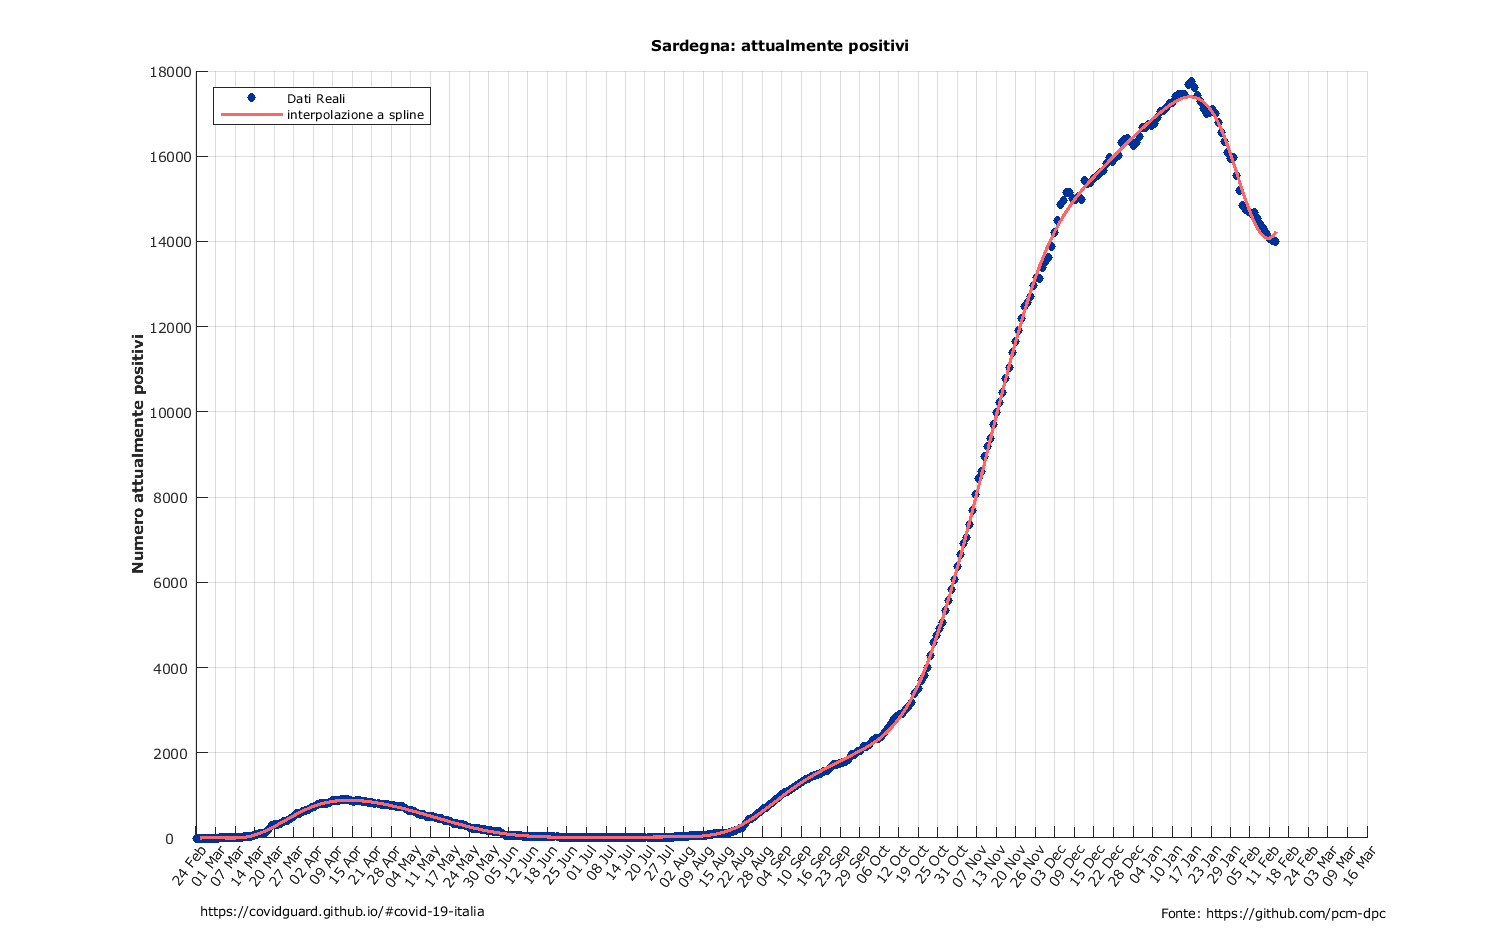 Sardegna: attualmente positivi
18000
16000
14000
12000
10000
8000
6000
4000
2000
0
Numero attualmente positivi
Dati Reali
interpolazione a spline
24 Feb
01 Mar
07 Mar
14 Mar
20 Mar
27 Mar
02 Apr
09 Apr
15 Apr
21 Apr
28 Apr
04 May
11 May
17 May
24 May
30 May
05 Jun
12 Jun
18 Jun
25 Jun
01 Jul
08 Jul
14 Jul
20 Jul
27 Jul
02 Aug
09 Aug
15 Aug
22 Aug
28 Aug
04 Sep
10 Sep
16 Sep
23 Sep
29 Oct
06 Oct
12 Oct
19 Oct
25 Oct
31 Oct
07 Nov
13 Nov
20 Nov
26 Dec
03 Dec
09 Dec
15 Dec
22 Dec
28 Dec
04 Jan
10 Jan
17 Jan
23 Jan
29 Jan
05 Feb
11 Feb
18 Feb
24 Feb
03 Mar
09 Mar
16 Mar
https://covidguard.github.io/#covid-19-italia
Fonte: https://github.com/pcm-dpc